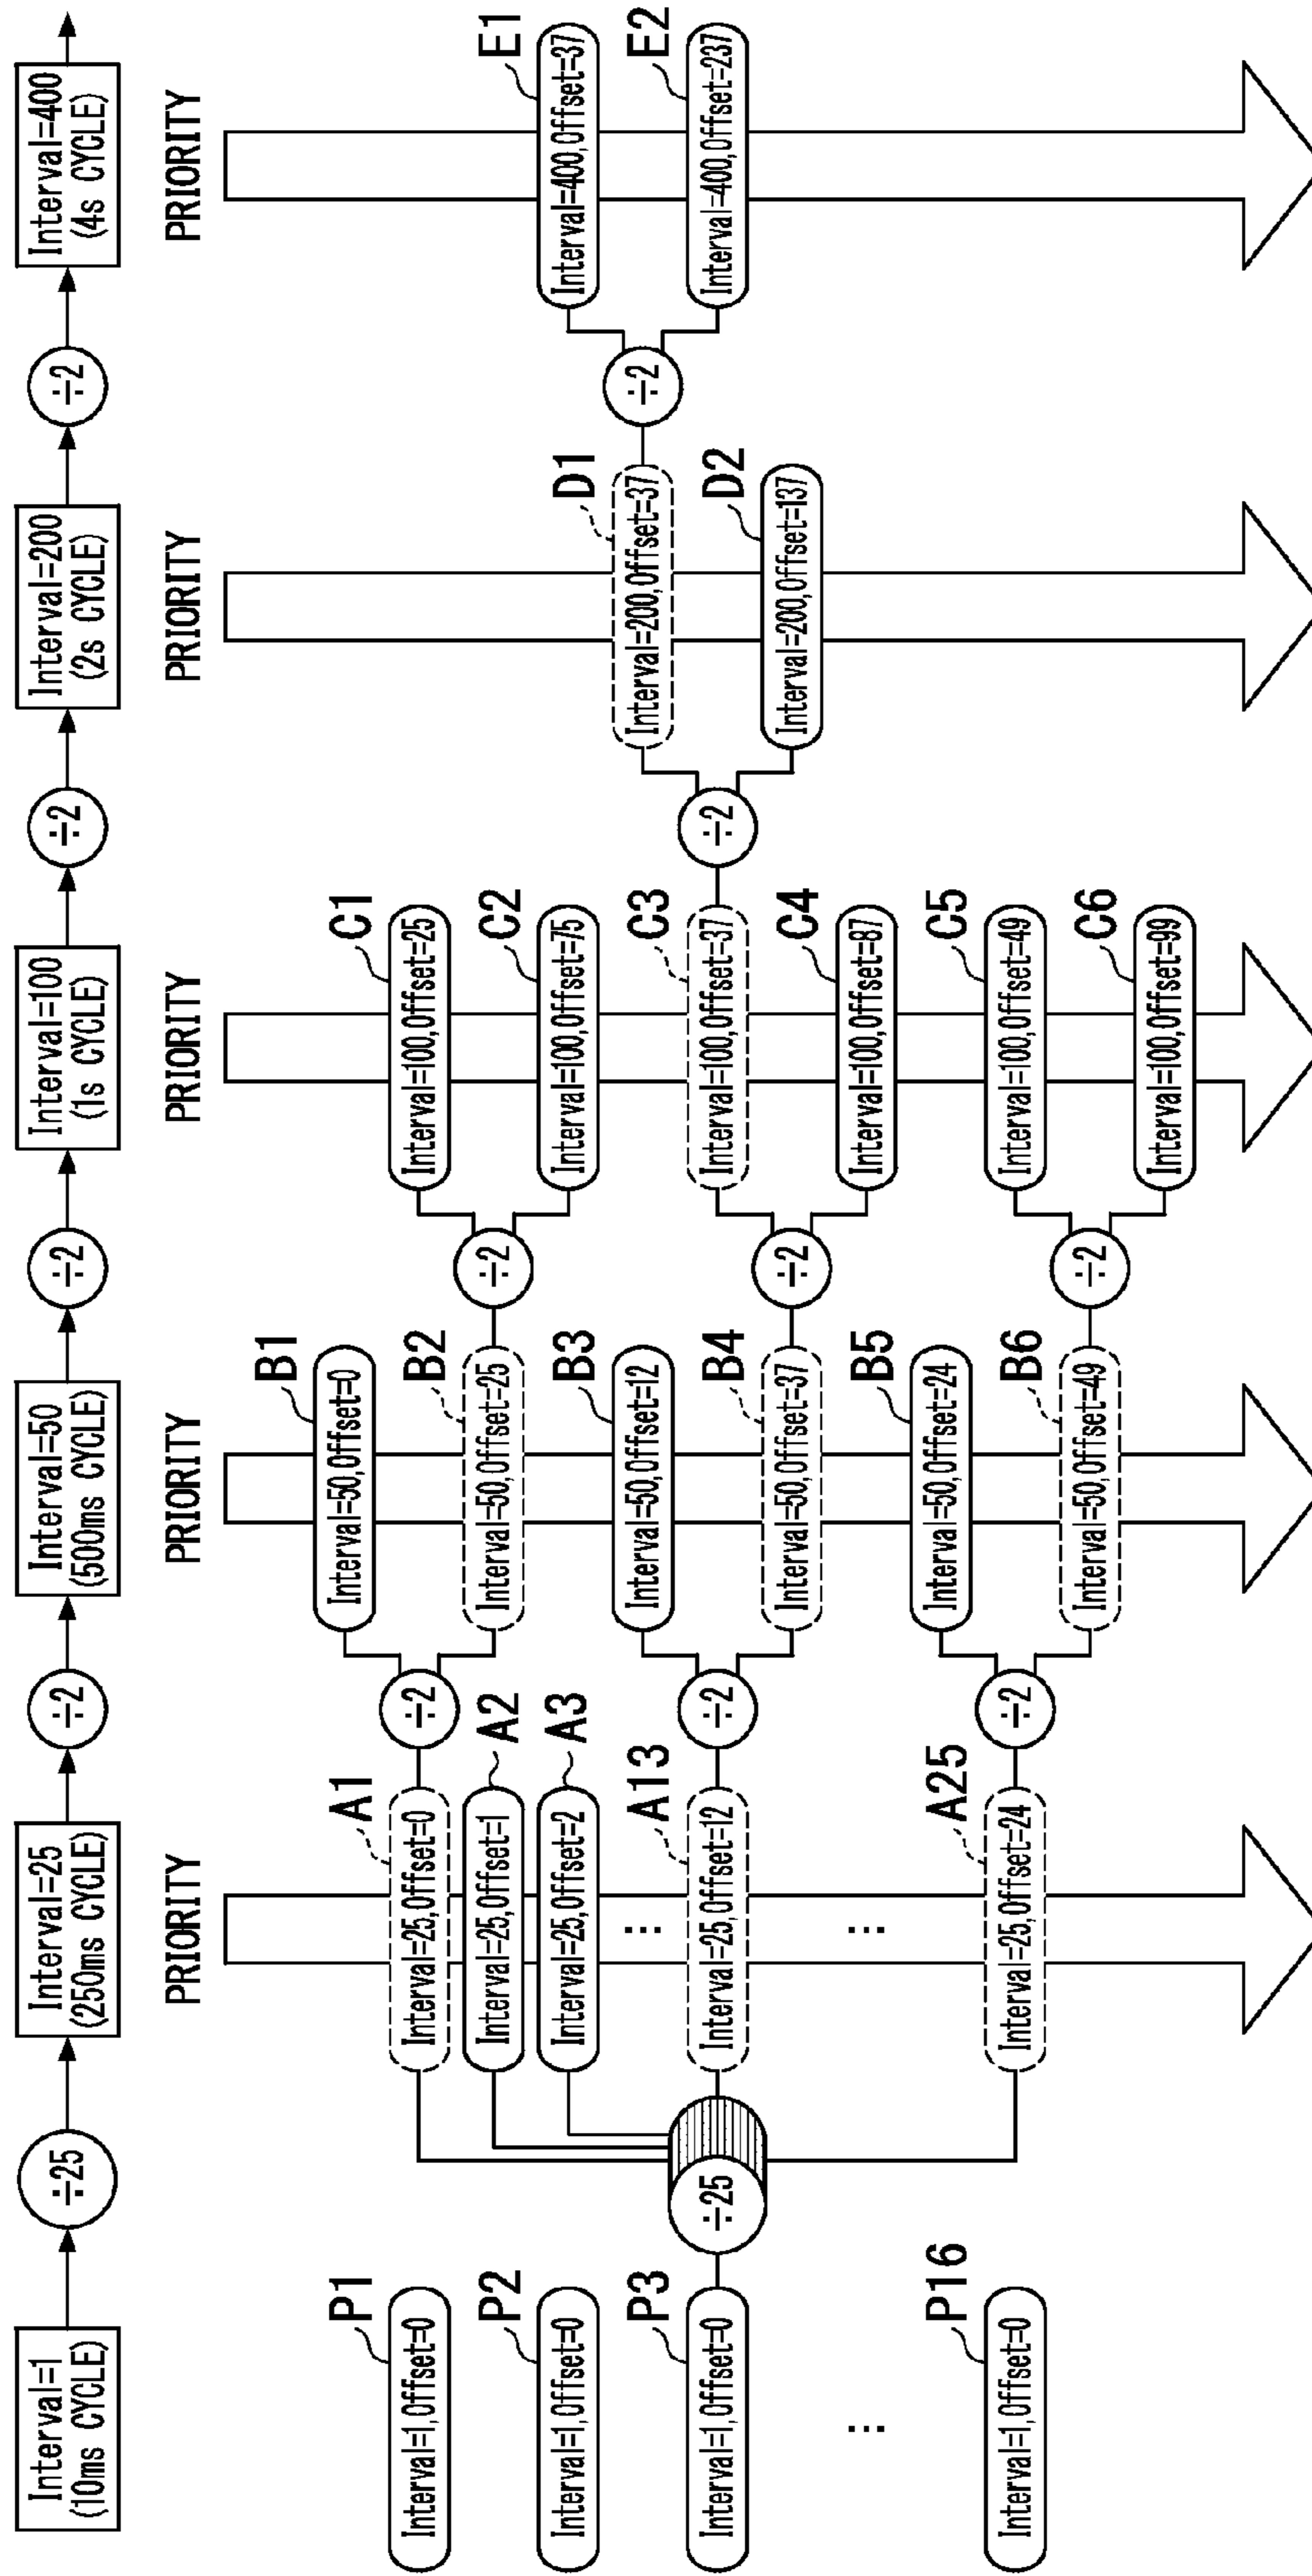 Interval=1
(10ms CYCLE)
÷25
Interval=25
(250ms CYCLE)
÷2
Interval=50
(500ms CYCLE)
÷2
Interval=100
(1s CYCLE)
÷2
Interval=200
(2s CYCLE)
÷2
Interval=400
(4s CYCLE)
P1
Interval=1,Offset=0
P2
Interval=1,Offset=0
P3
Interval=1,Offset=0
...
P16
Interval=1,Offset=0
÷25
PRIORITY
A1
Interval=25,Offset=0
A2
Interval=25,Offset=1
A3
Interval=25,Offset=2
...
A13
Interval=25,Offset=12
...
A25
Interval=25,Offset=24
÷2
÷2
÷2
PRIORITY
B1
Interval=50,Offset=0
B2
Interval=50,Offset=25
B3
Interval=50,Offset=12
B4
Interval=50,Offset=37
B5
Interval=50,Offset=24
B6
Interval=50,Offset=49
÷2
÷2
÷2
PRIORITY
C1
Interval=100,Offset=25
C2
Interval=100,Offset=75
C3
Interval=100,Offset=37
C4
Interval=100,Offset=87
C5
Interval=100,Offset=49
C6
Interval=100,Offset=99
÷2
PRIORITY
D1
Interval=200,Offset=37
D2
Interval=200,Offset=137
÷2
PRIORITY
E1
Interval=400,Offset=37
E2
Interval=400,Offset=237